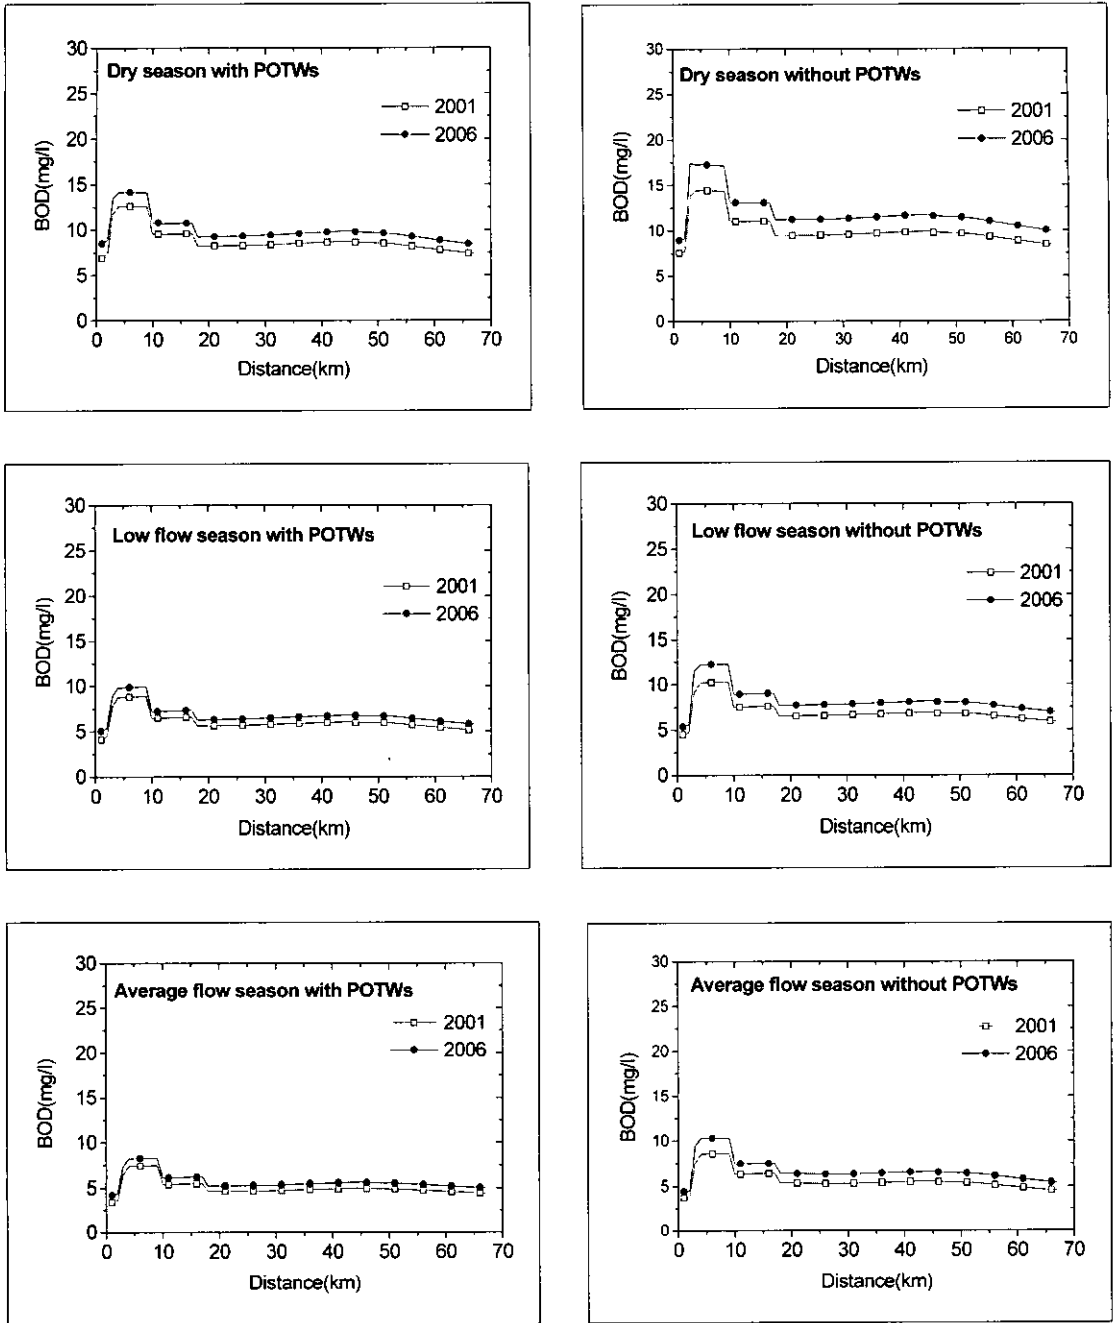 Dry season with POTWs
2001
2006
BOD(mg/l)
30
25
20
15
10
5
0
0 10 20 30 40 50 60 70
Distance(km)
Dry season without POTWs
2001
2006
BOD(mg/l)
30
25
20
15
10
5
0
0 10 20 30 40 50 60 70
Distance(km)
Low flow season with POTWs
2001
2006
BOD(mg/l)
30
25
20
15
10
5
0
0 10 20 30 40 50 60 70
Distance(km)
Low flow season without POTWs
2001
2006
BOD(mg/l)
30
25
20
15
10
5
0
0 10 20 30 40 50 60 70
Distance(km)
Average flow season with POTWs
2001
2006
BOD(mg/l)
30
25
20
15
10
5
0
0 10 20 30 40 50 60 70
Distance(km)
Average flow season without POTWs
2001
2006
BOD(mg/l)
30
25
20
15
10
5
0
0 10 20 30 40 50 60 70
Distance(km)